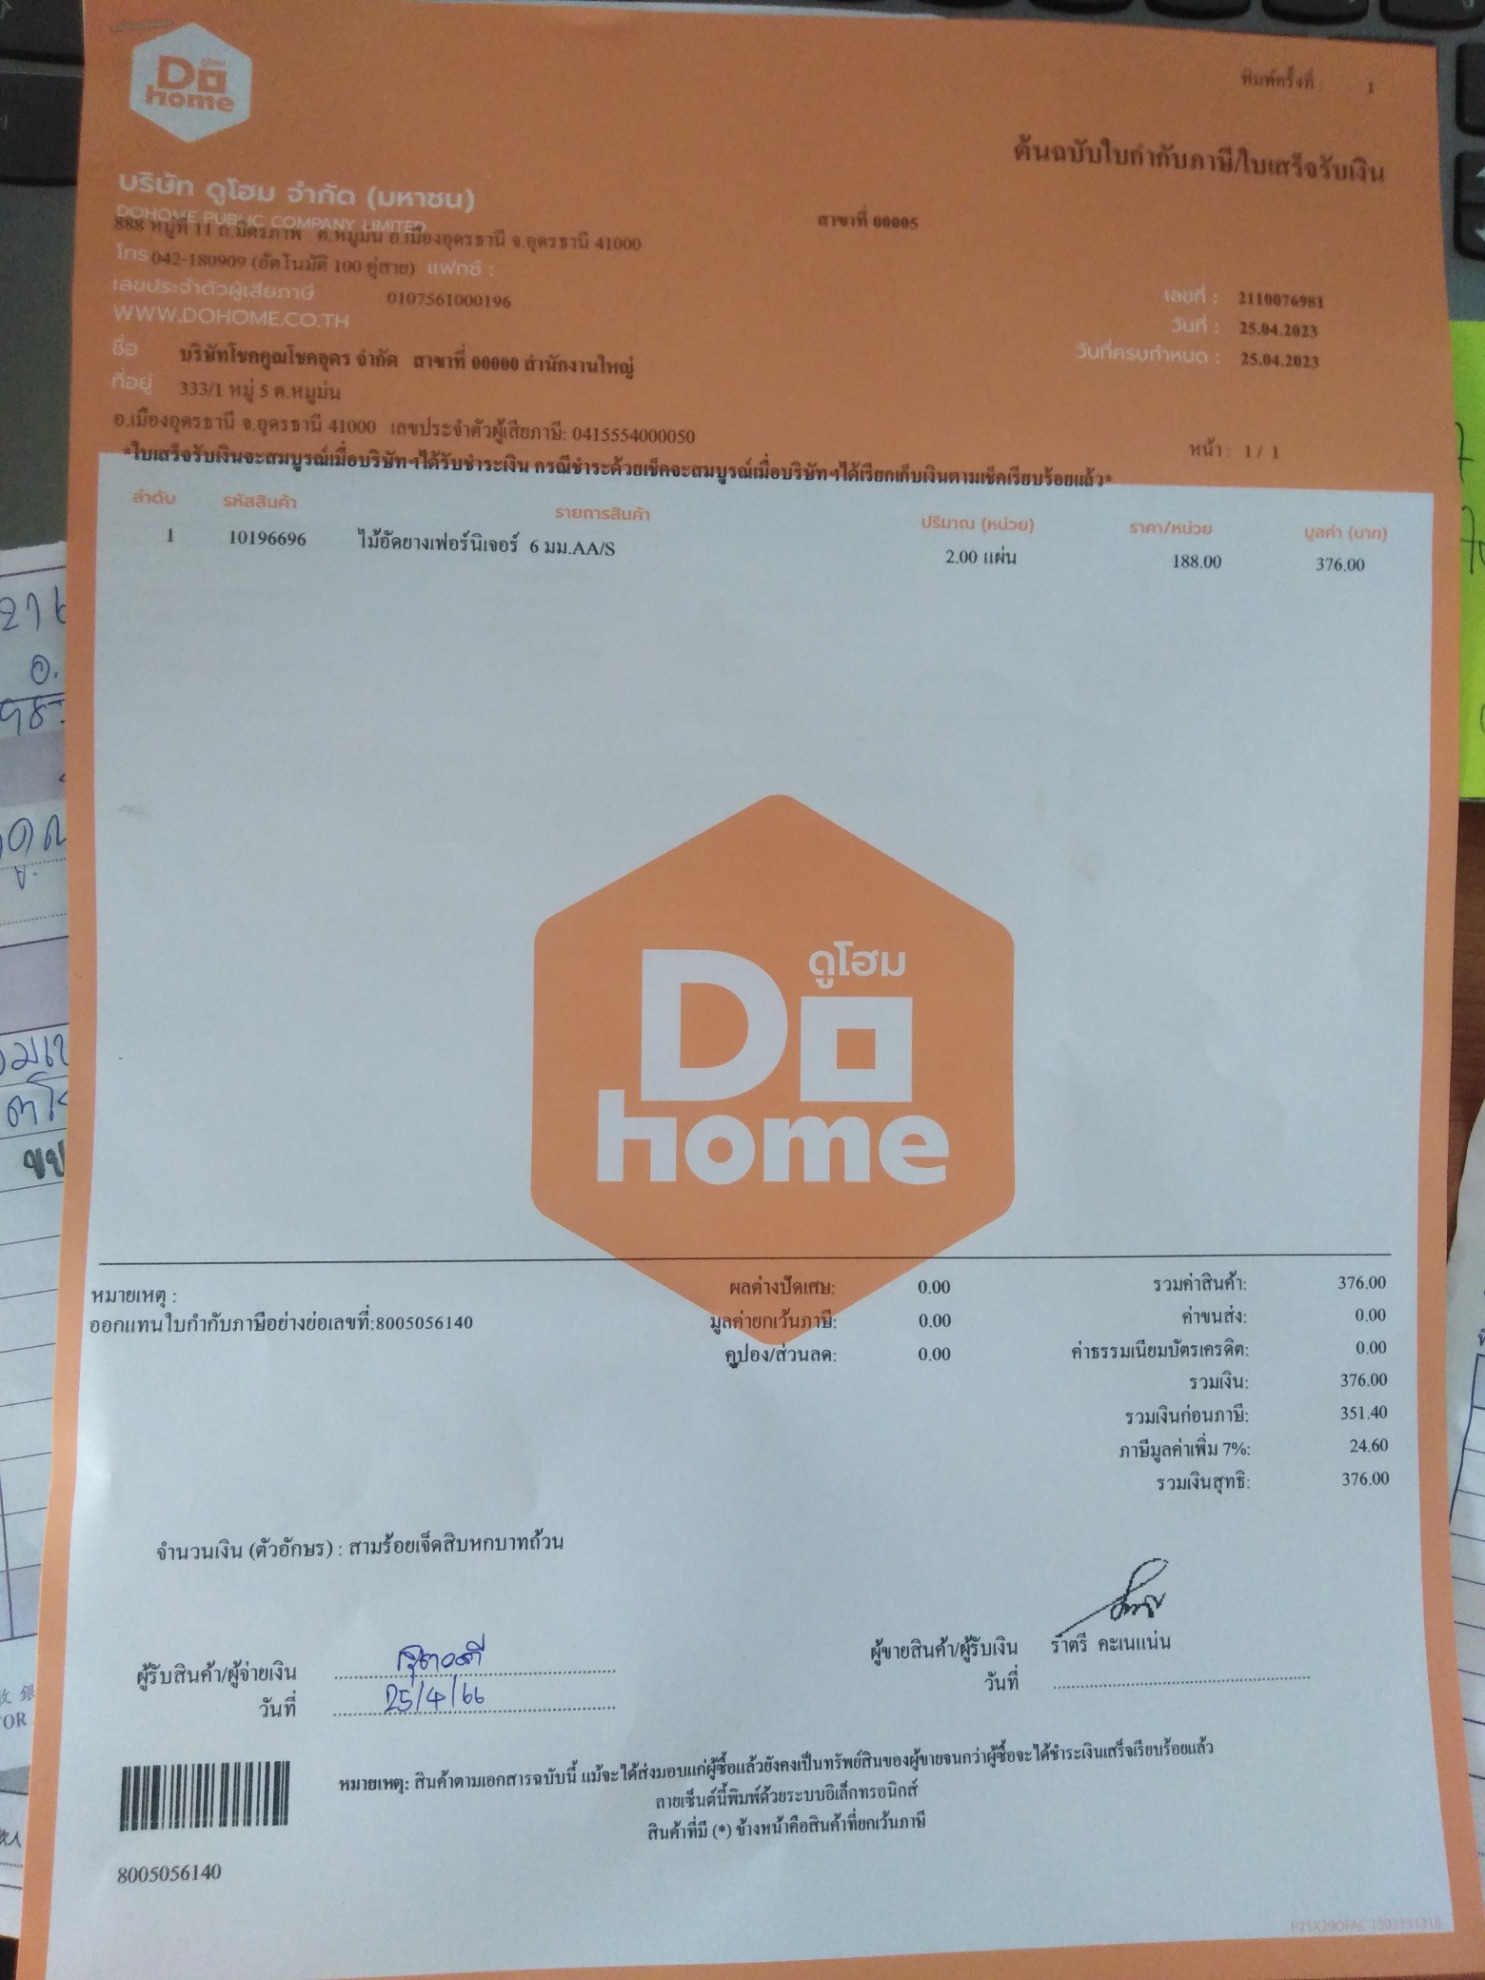 ดูโฮม
Do
home
พิมพ์ครั้งที่ : 1
ต้นฉบับใบกำกับภาษี/ใบเสร็จรับเงิน
บริษัท ดูโฮม จำกัด (มหาชน)
DOHOME PUBLIC COMPANY LIMITED
สาขาที่ 00005
888 หมู่ที่ 11 ถ.มิตรภาพ ต.หมูม่น อ.เมืองอุดรธานี จ.อุดรธานี 41000
โทร 042-180909 (อัตโนมัติ 100 คู่สาย) แฟกซ์ :
เลขประจำตัวผู้เสียภาษี 0107561000196
WWW.DOHOME.CO.TH
เลขที่ : 2110076981
วันที่ : 25.04.2023
วันที่ครบกำหนด : 25.04.2023
ชื่อ บริษัทโชคคูณโชคอุดร จำกัด สาขาที่ 00000 สำนักงานใหญ่
ที่อยู่ 333/1 หมู่ 5 ต.หมูม่น
อ.เมืองอุดรธานี จ.อุดรธานี 41000 เลขประจำตัวผู้เสียภาษี: 0415554000050
หน้า : 1 / 1
*ใบเสร็จรับเงินจะสมบูรณ์เมื่อบริษัทฯได้รับชำระเงิน กรณีชำระด้วยเช็คจะสมบูรณ์เมื่อบริษัทฯได้เรียกเก็บเงินตามเช็คเรียบร้อยแล้ว*
ลำดับ รหัสสินค้า รายการสินค้า ปริมาณ (หน่วย) ราคา/หน่วย มูลค่า (บาท)
1 10196696 ไม้อัดยางเฟอร์นิเจอร์ 6 มม.AA/S 2.00 แผ่น 188.00 376.00
ดูโฮม
Do
home
หมายเหตุ :
ออกแทนใบกำกับภาษีอย่างย่อเลขที่:8005056140
ผลต่างปัดเศษ: 0.00
มูลค่ายกเว้นภาษี: 0.00
คูปอง/ส่วนลด: 0.00
รวมค่าสินค้า: 376.00
ค่าขนส่ง: 0.00
ค่าธรรมเนียมบัตรเครดิต: 0.00
รวมเงิน: 376.00
รวมเงินก่อนภาษี: 351.40
ภาษีมูลค่าเพิ่ม 7%: 24.60
รวมเงินสุทธิ: 376.00
จำนวนเงิน (ตัวอักษร) : สามร้อยเจ็ดสิบหกบาทถ้วน
ผู้รับสินค้า/ผู้จ่ายเงิน
วันที่ 25/4/66
ผู้ขายสินค้า/ผู้รับเงิน ราตรี คะเนแน่น
วันที่
หมายเหตุ: สินค้าตามเอกสารฉบับนี้ แม้จะได้ส่งมอบแก่ผู้ซื้อแล้วยังคงเป็นทรัพย์สินของผู้ขายจนกว่าผู้ซื้อจะได้ชำระเงินเสร็จเรียบร้อยแล้ว
ลายเซ็นต์นี้พิมพ์ด้วยระบบอิเล็กทรอนิกส์
สินค้าที่มี (*) ข้างหน้าคือสินค้าที่ยกเว้นภาษี
8005056140